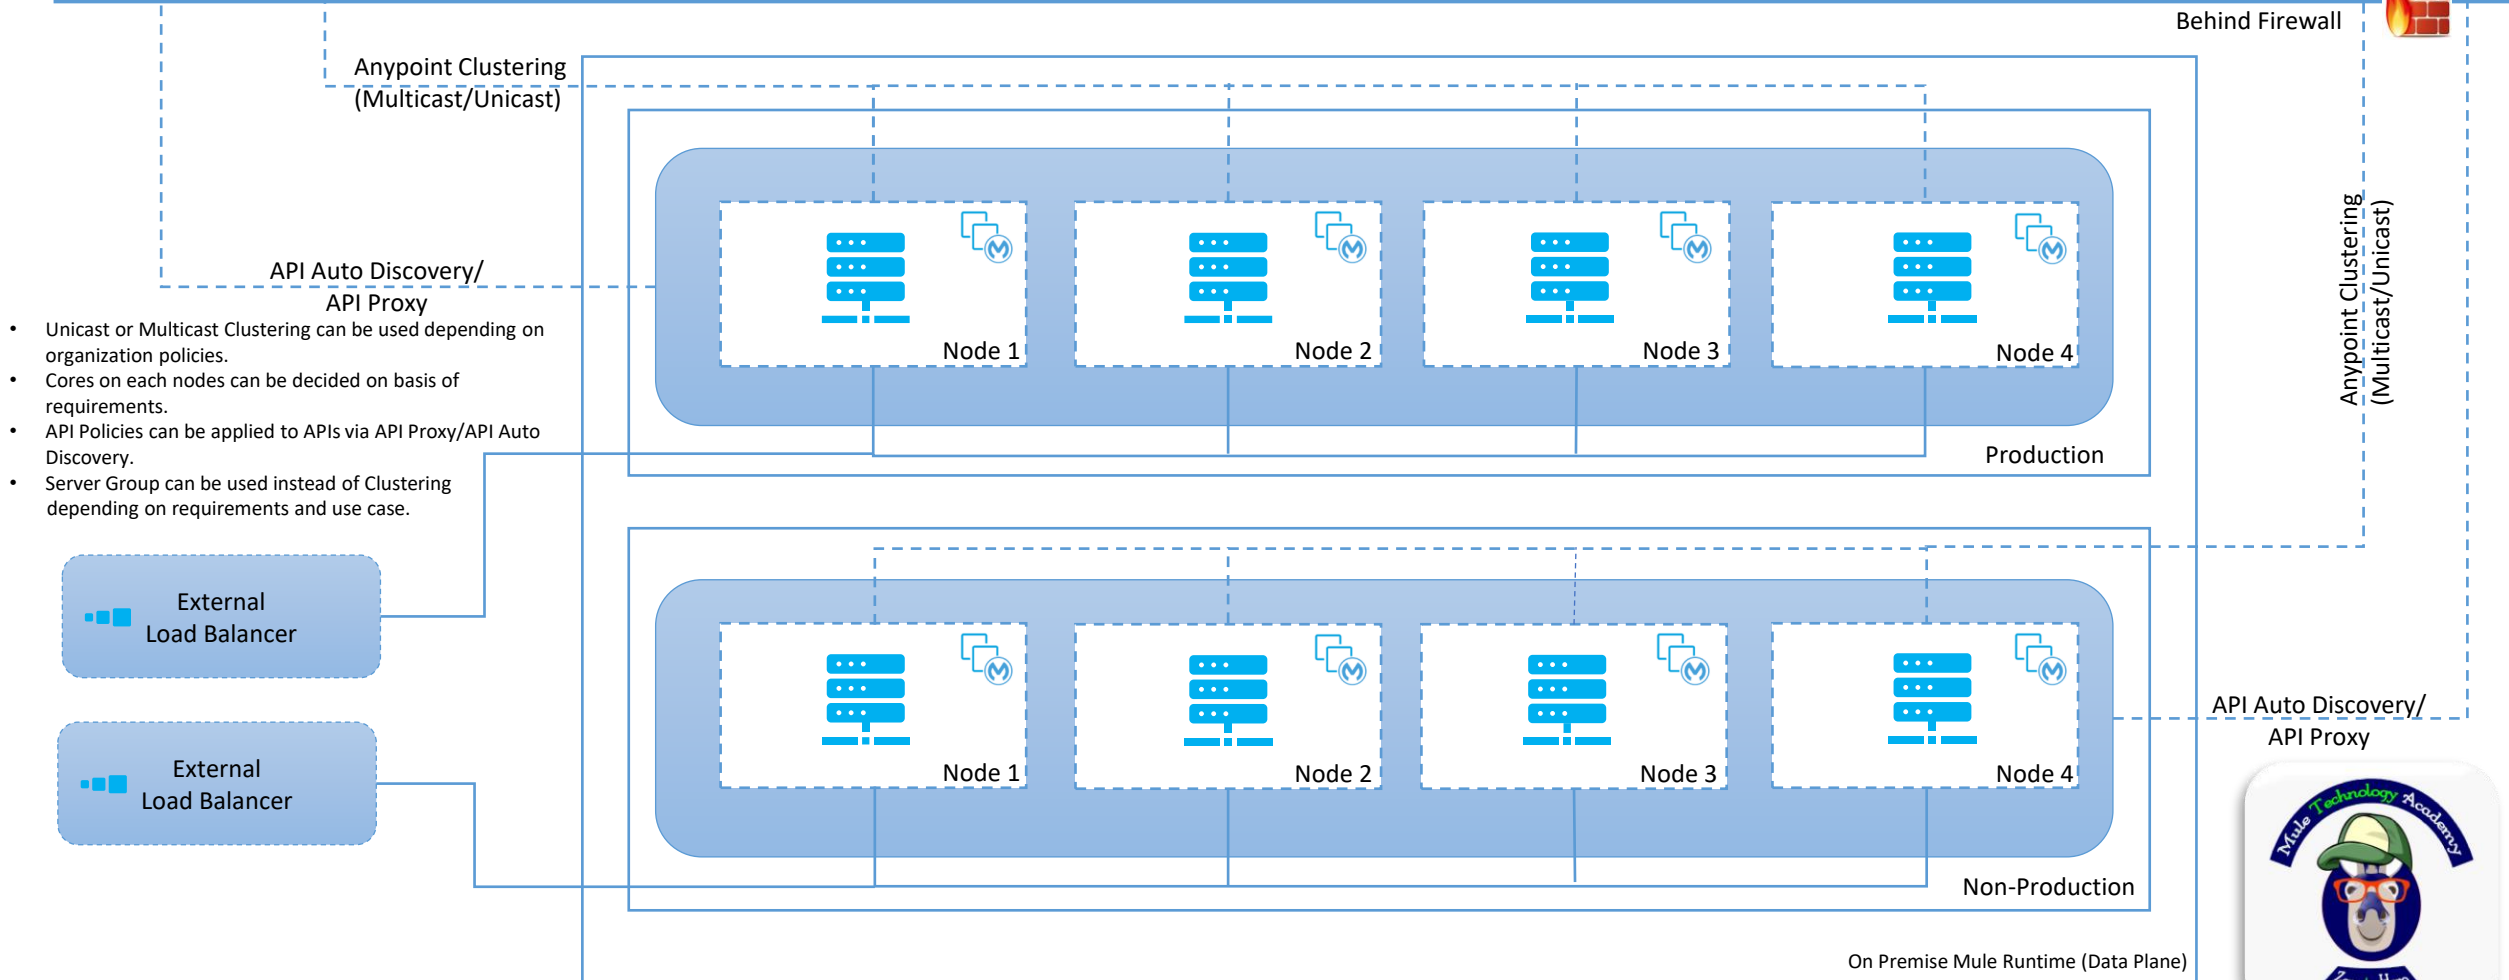 Behind Firewall
Anypoint Clustering
(Multicast/Unicast)
API Auto Discovery/
API Proxy
• Unicast or Multicast Clustering can be used depending on
organization policies.
• Cores on each nodes can be decided on basis of
requirements.
• API Policies can be applied to APIs via API Proxy/API Auto
Discovery.
• Server Group can be used instead of Clustering
depending on requirements and use case.
Node 1
Node 2
Node 3
Node 4
Production
Anypoint Clustering
(Multicast/Unicast)
External
Load Balancer
External
Load Balancer
Node 1
Node 2
Node 3
Node 4
Non-Production
API Auto Discovery/
API Proxy
On Premise Mule Runtime (Data Plane)
Mule Technology Academy